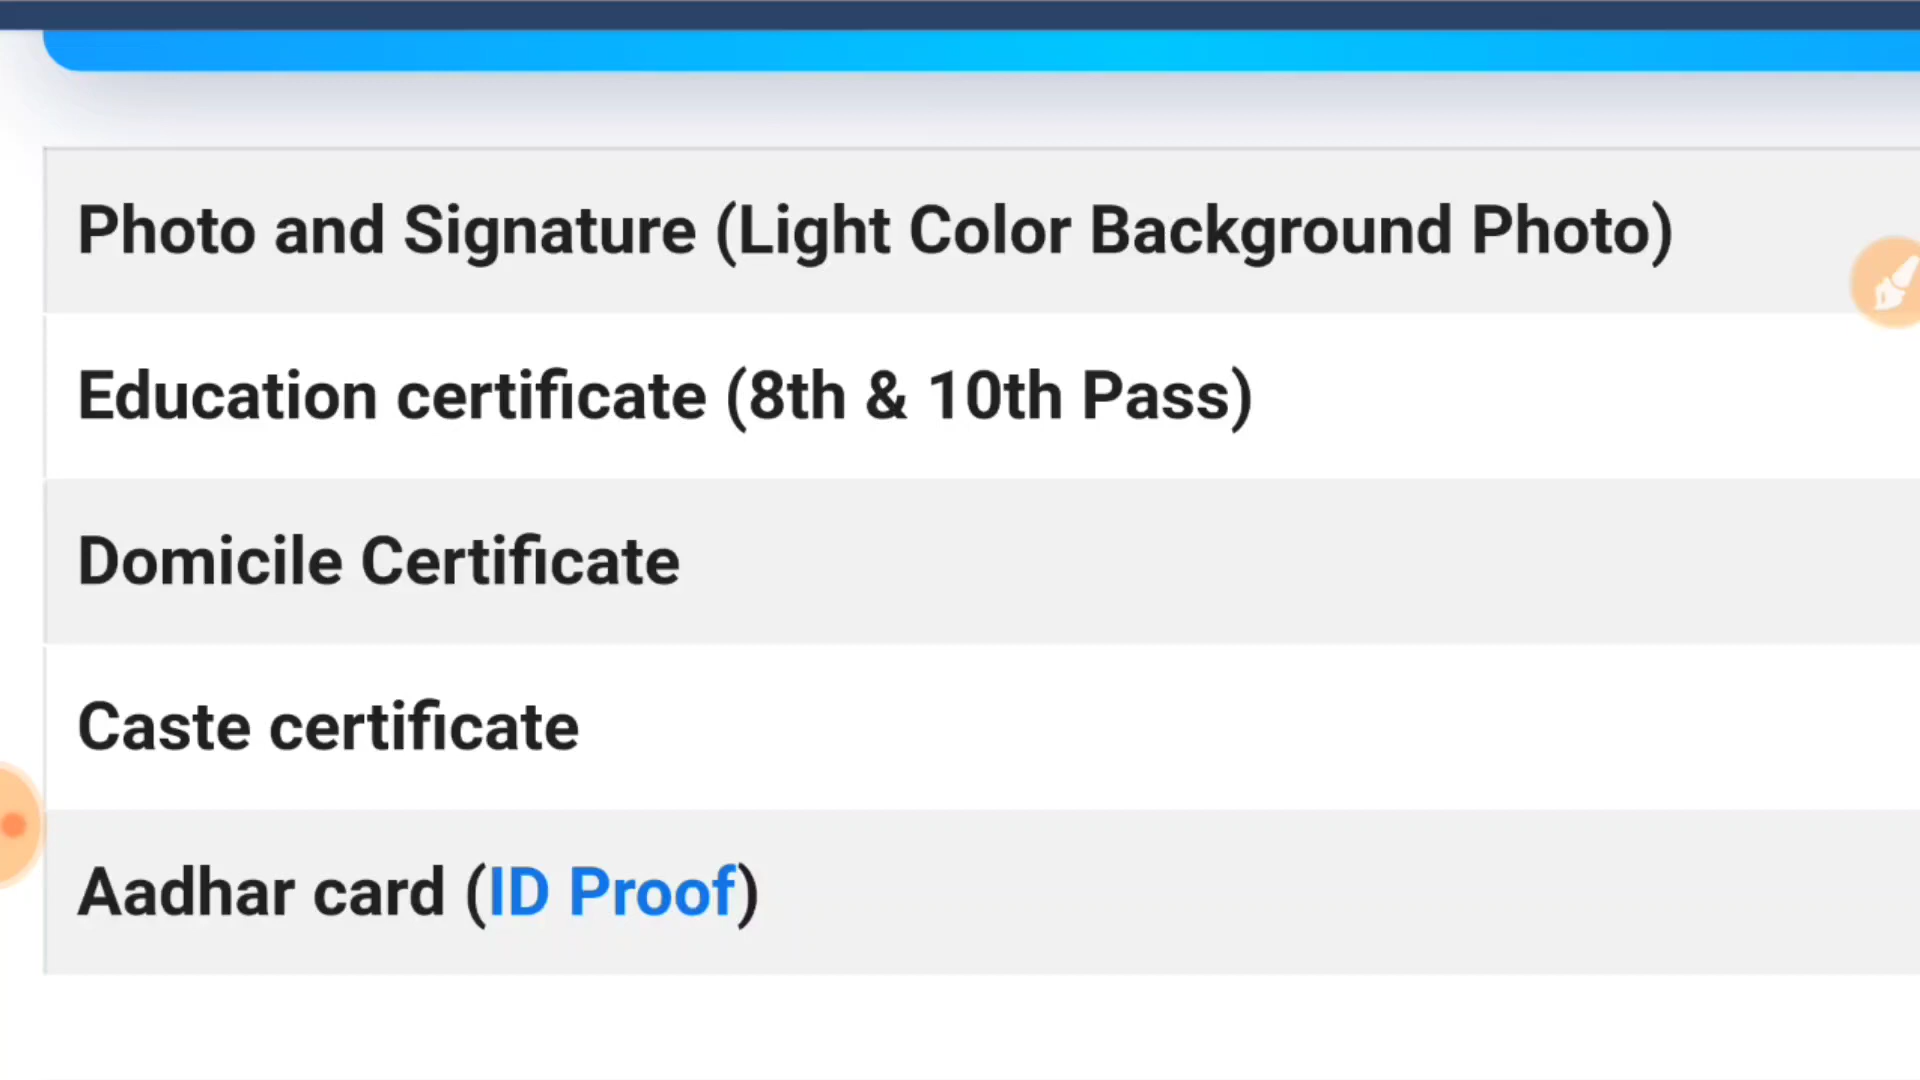 Photo and Signature (Light Color Background Photo)
Education certificate (8th & 10th Pass)
Domicile Certificate
Caste certificate
Aadhar card (ID Proof)